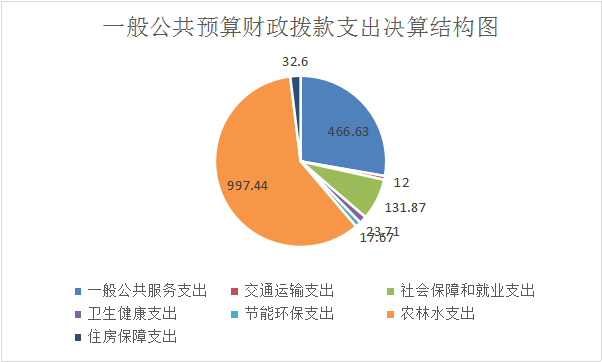 一般公共预算财政拨款支出决算结构图
32.6
466.63
997.44
12
131.87
23.71
17.67
一般公共服务支出 交通运输支出 社会保障和就业支出
卫生健康支出 节能环保支出 农林水支出
住房保障支出